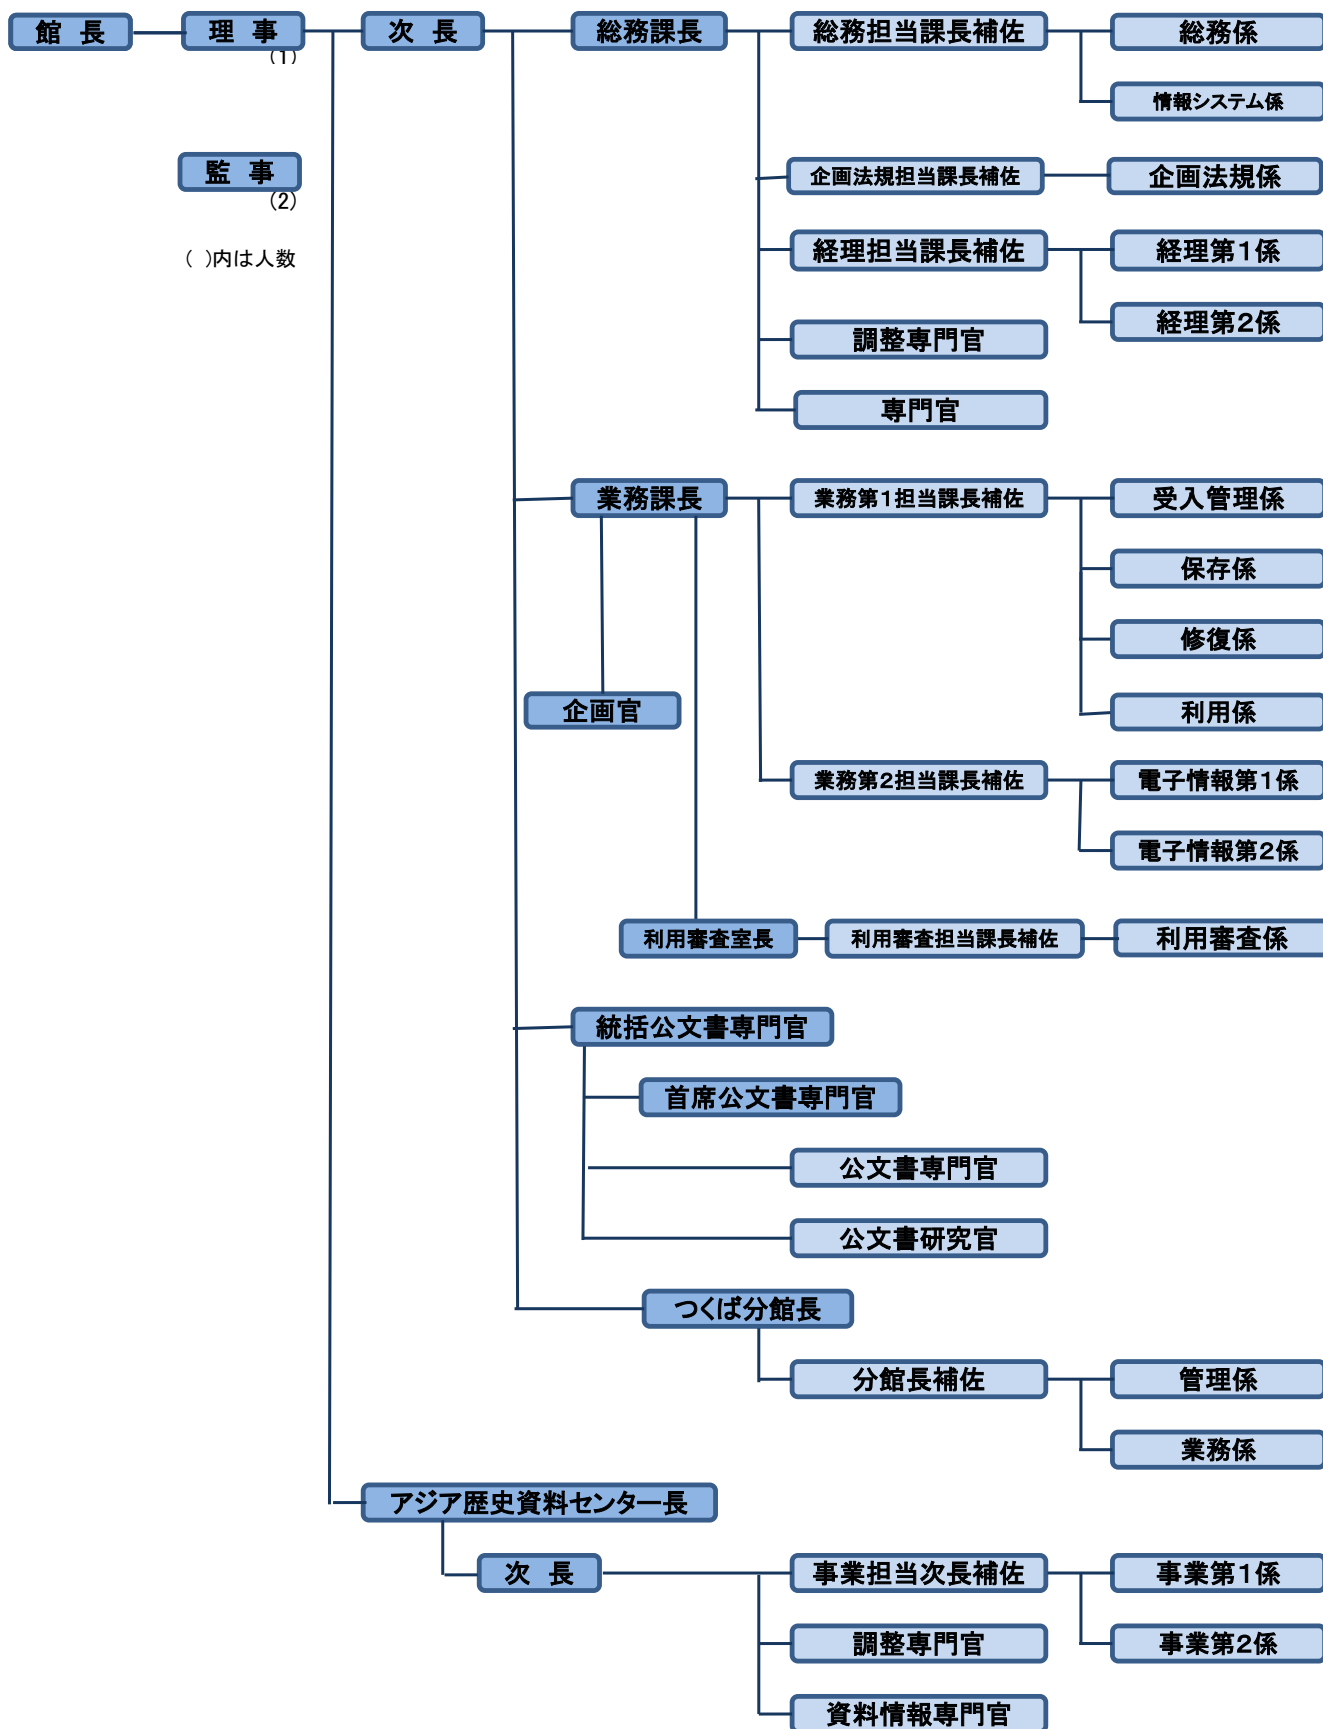 館 長
理 事
(1)
次 長
総務課長
総務担当課長補佐
総務係
情報システム係
監 事
(2)
企画法規担当課長補佐
企画法規係
( )内は人数
経理担当課長補佐
経理第1係
経理第2係
調整専門官
専門官
業務課長
業務第1担当課長補佐
受入管理係
保存係
修復係
企画官
利用係
業務第2担当課長補佐
電子情報第1係
電子情報第2係
利用審査室長
利用審査担当課長補佐
利用審査係
統括公文書専門官
首席公文書専門官
公文書専門官
公文書研究官
つくば分館長
分館長補佐
管理係
業務係
アジア歴史資料センター長
次 長
事業担当次長補佐
事業第1係
調整専門官
事業第2係
資料情報専門官